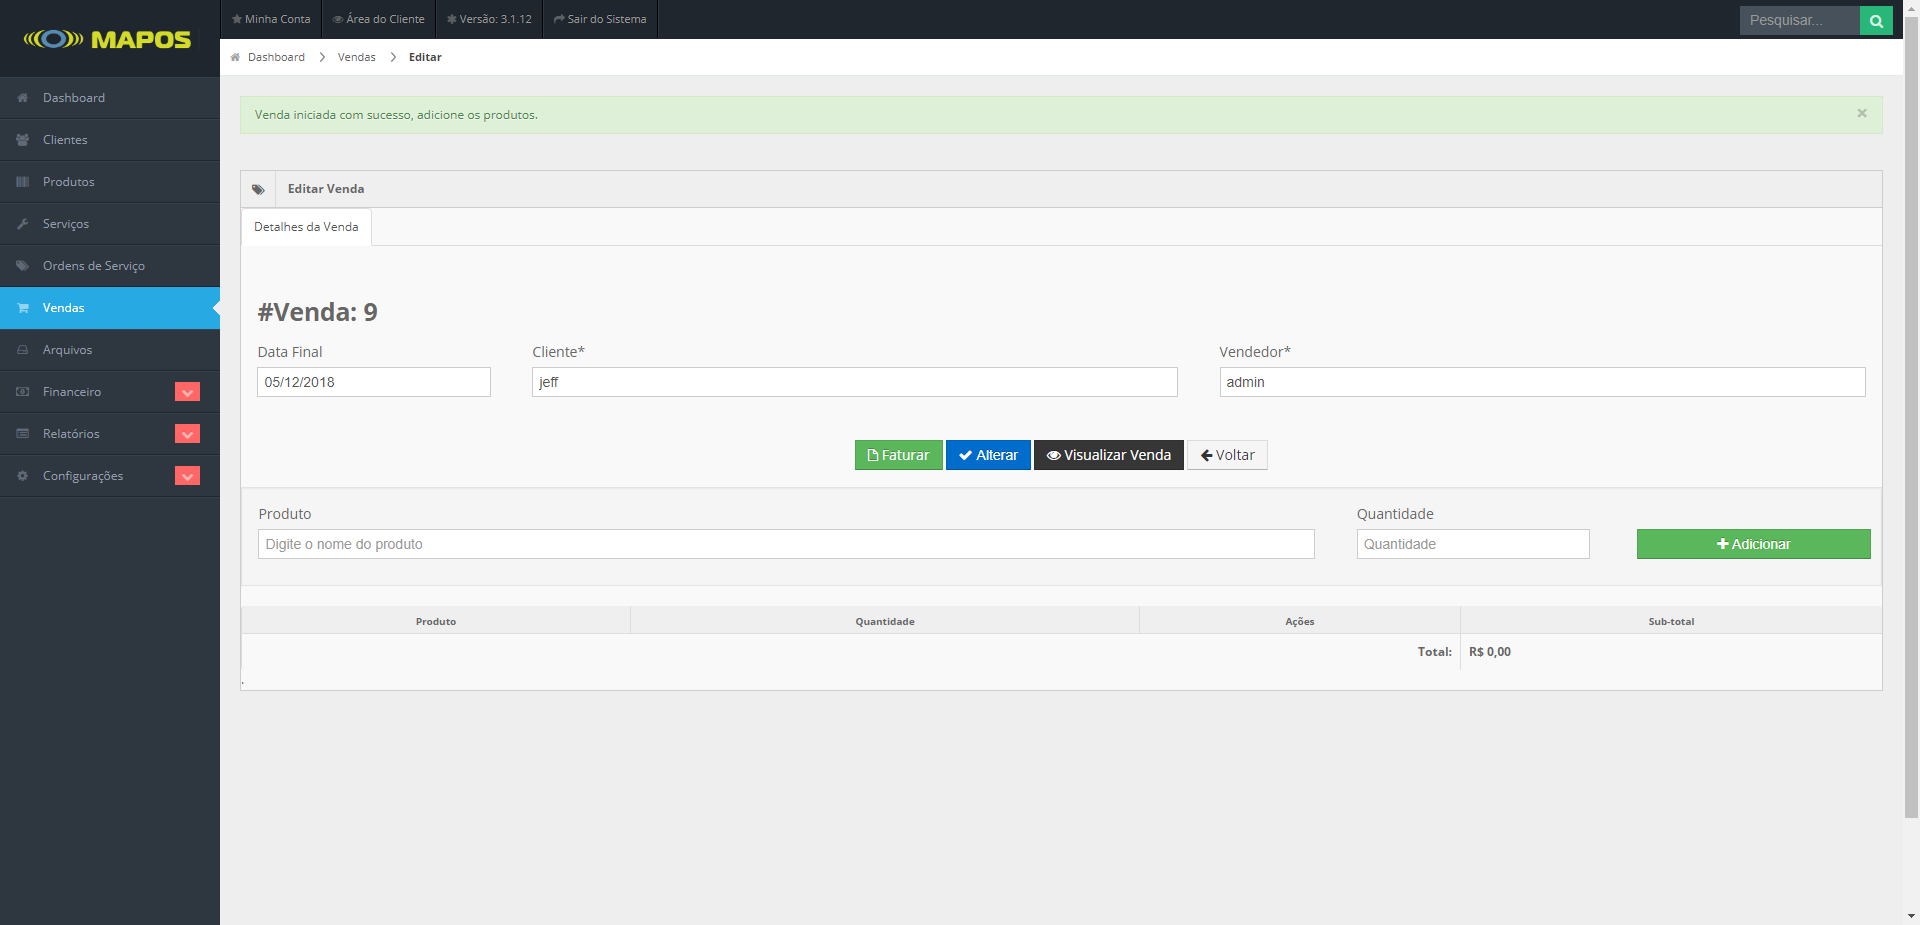 MAPOS
Minha Conta
Área do Cliente
Versão: 3.1.12
Sair do Sistema
Pesquisar...
Dashboard
Vendas
Editar
Dashboard
Clientes
Produtos
Serviços
Ordens de Serviço
Vendas
Arquivos
Financeiro
Relatórios
Configurações
Venda iniciada com sucesso, adicione os produtos.
×
Editar Venda
Detalhes da Venda
#Venda: 9
Data Final
Cliente*
Vendedor*
05/12/2018
jeff
admin
Faturar
Alterar
Visualizar Venda
Voltar
Produto
Quantidade
Digite o nome do produto
Quantidade
Adicionar
Produto
Quantidade
Ações
Sub-total
Total:
R$ 0,00
.